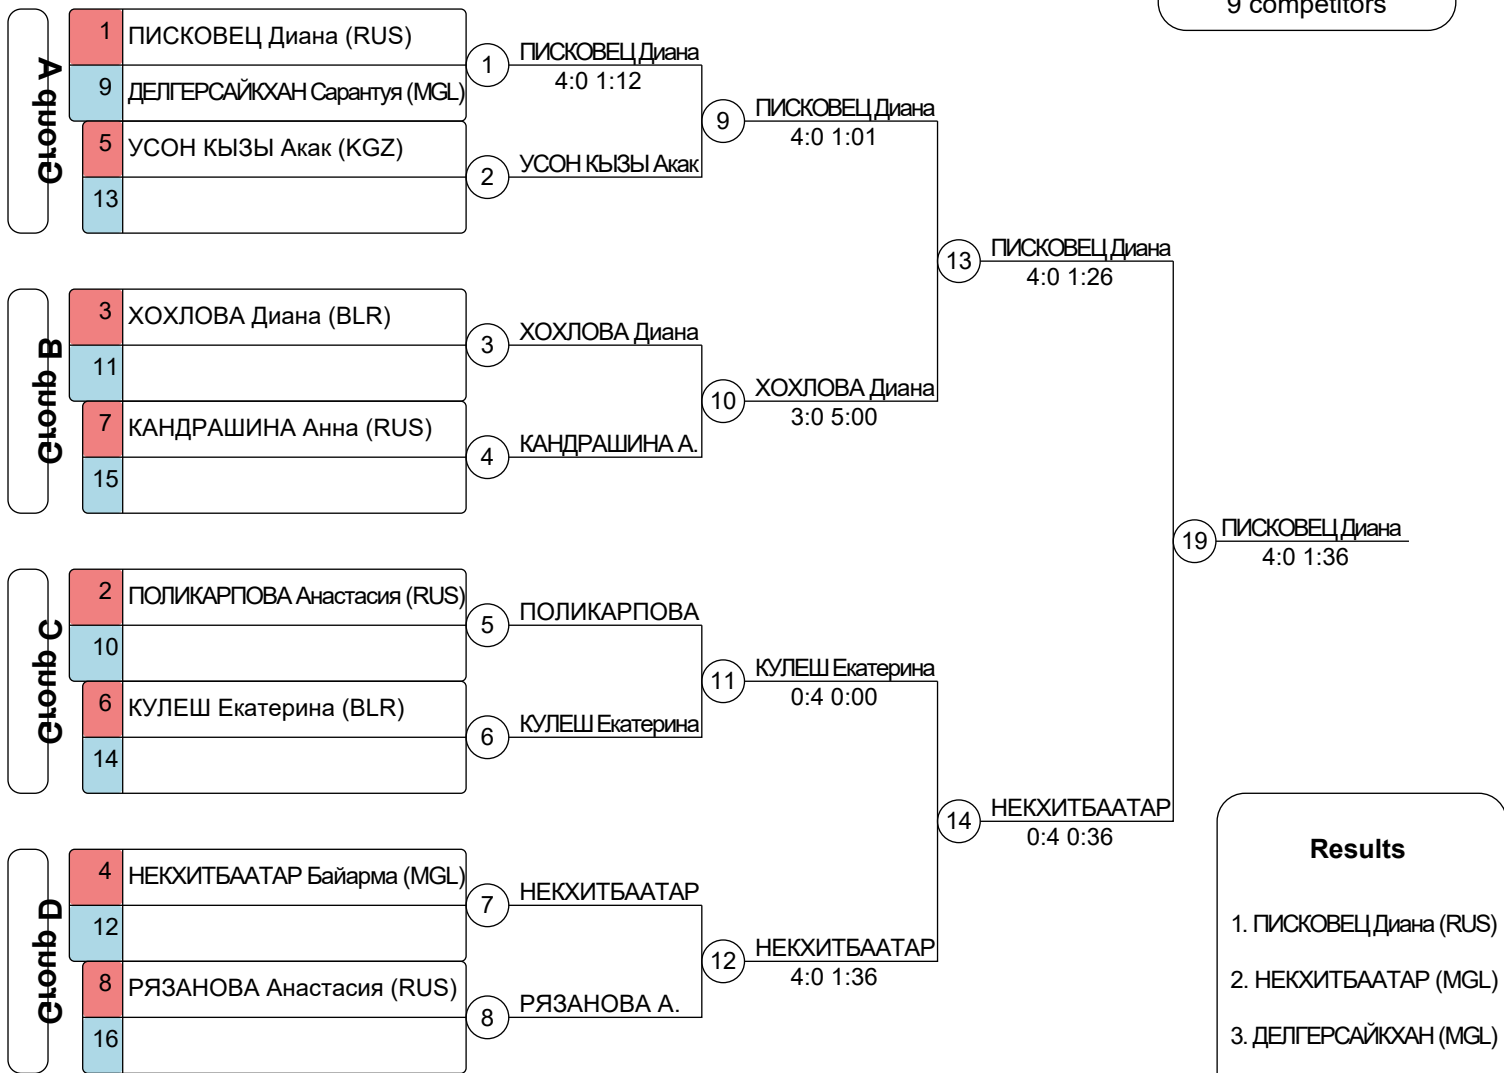 9 competitors
Group A
1 ПИСКОВЕЦ Диана (RUS)
9 ДЕЛГЕРСАЙКХАН Сарантуя (MGL)
5 УСОН КЫЗЫ Акак (KGZ)
13
1 ПИСКОВЕЦ Диана
4:0 1:12
2 УСОН КЫЗЫ Акак
9 ПИСКОВЕЦ Диана
4:0 1:01
Group B
3 ХОХЛОВА Диана (BLR)
11
7 КАНДРАШИНА Анна (RUS)
15
3 ХОХЛОВА Диана
4 КАНДРАШИНА А.
10 ХОХЛОВА Диана
3:0 5:00
13 ПИСКОВЕЦ Диана
4:0 1:26
Group C
2 ПОЛИКАРПОВА Анастасия (RUS)
10
6 КУЛЕШ Екатерина (BLR)
14
5 ПОЛИКАРПОВА
6 КУЛЕШ Екатерина
11 КУЛЕШ Екатерина
0:4 0:00
Group D
4 НЕКХИТБААТАР Байарма (MGL)
12
8 РЯЗАНОВА Анастасия (RUS)
16
7 НЕКХИТБААТАР
8 РЯЗАНОВА А.
12 НЕКХИТБААТАР
4:0 1:36
14 НЕКХИТБААТАР
0:4 0:36
19 ПИСКОВЕЦ Диана
4:0 1:36
Results
1. ПИСКОВЕЦ Диана (RUS)
2. НЕКХИТБААТАР (MGL)
3. ДЕЛГЕРСАЙКХАН (MGL)